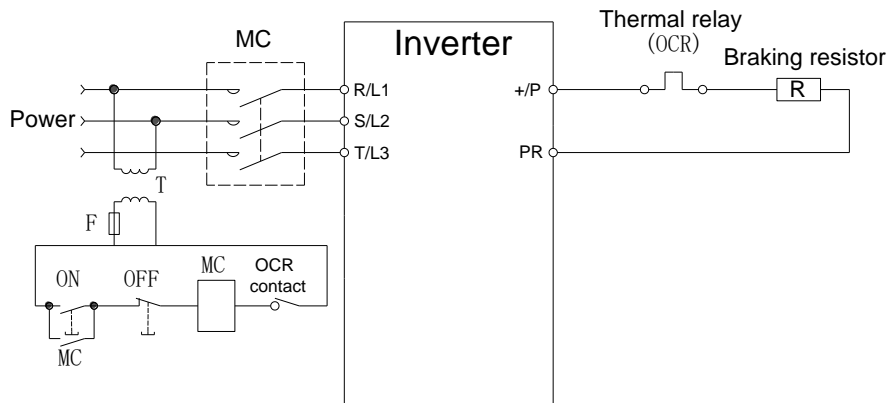 Thermal relay
(OCR)
MC
Inverter
Braking resistor
R/L1
+/P
R
Power
S/L2
T/L3
PR
T
F
ON
OFF
MC
OCR
contact
MC